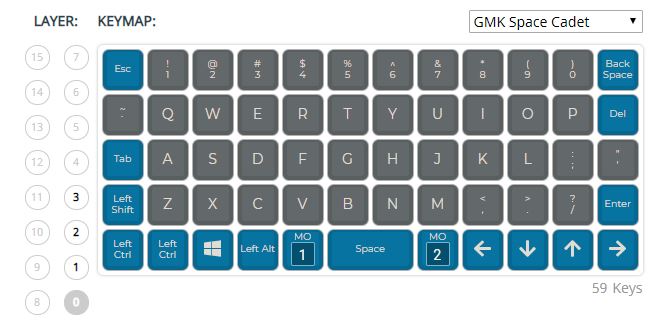 LAYER: KEYMAP: GMK Space Cadet
15 7 Esc ! 1 @ 2 # 3 $ 4 % 5 ^ 6 & 7 * 8 ( 9 ) 0 Back Space
14 6 ~ ` Q W E R T Y U I O P Del
13 5
12 4 Tab A S D F G H J K L : ; " '
11 3 Left Shift Z X C V B N M < , > . ? / Enter
10 2 Left Ctrl Left Ctrl Left Alt MO 1 Space MO 2 ← ↓ ↑ →
9 1
8 0
59 Keys